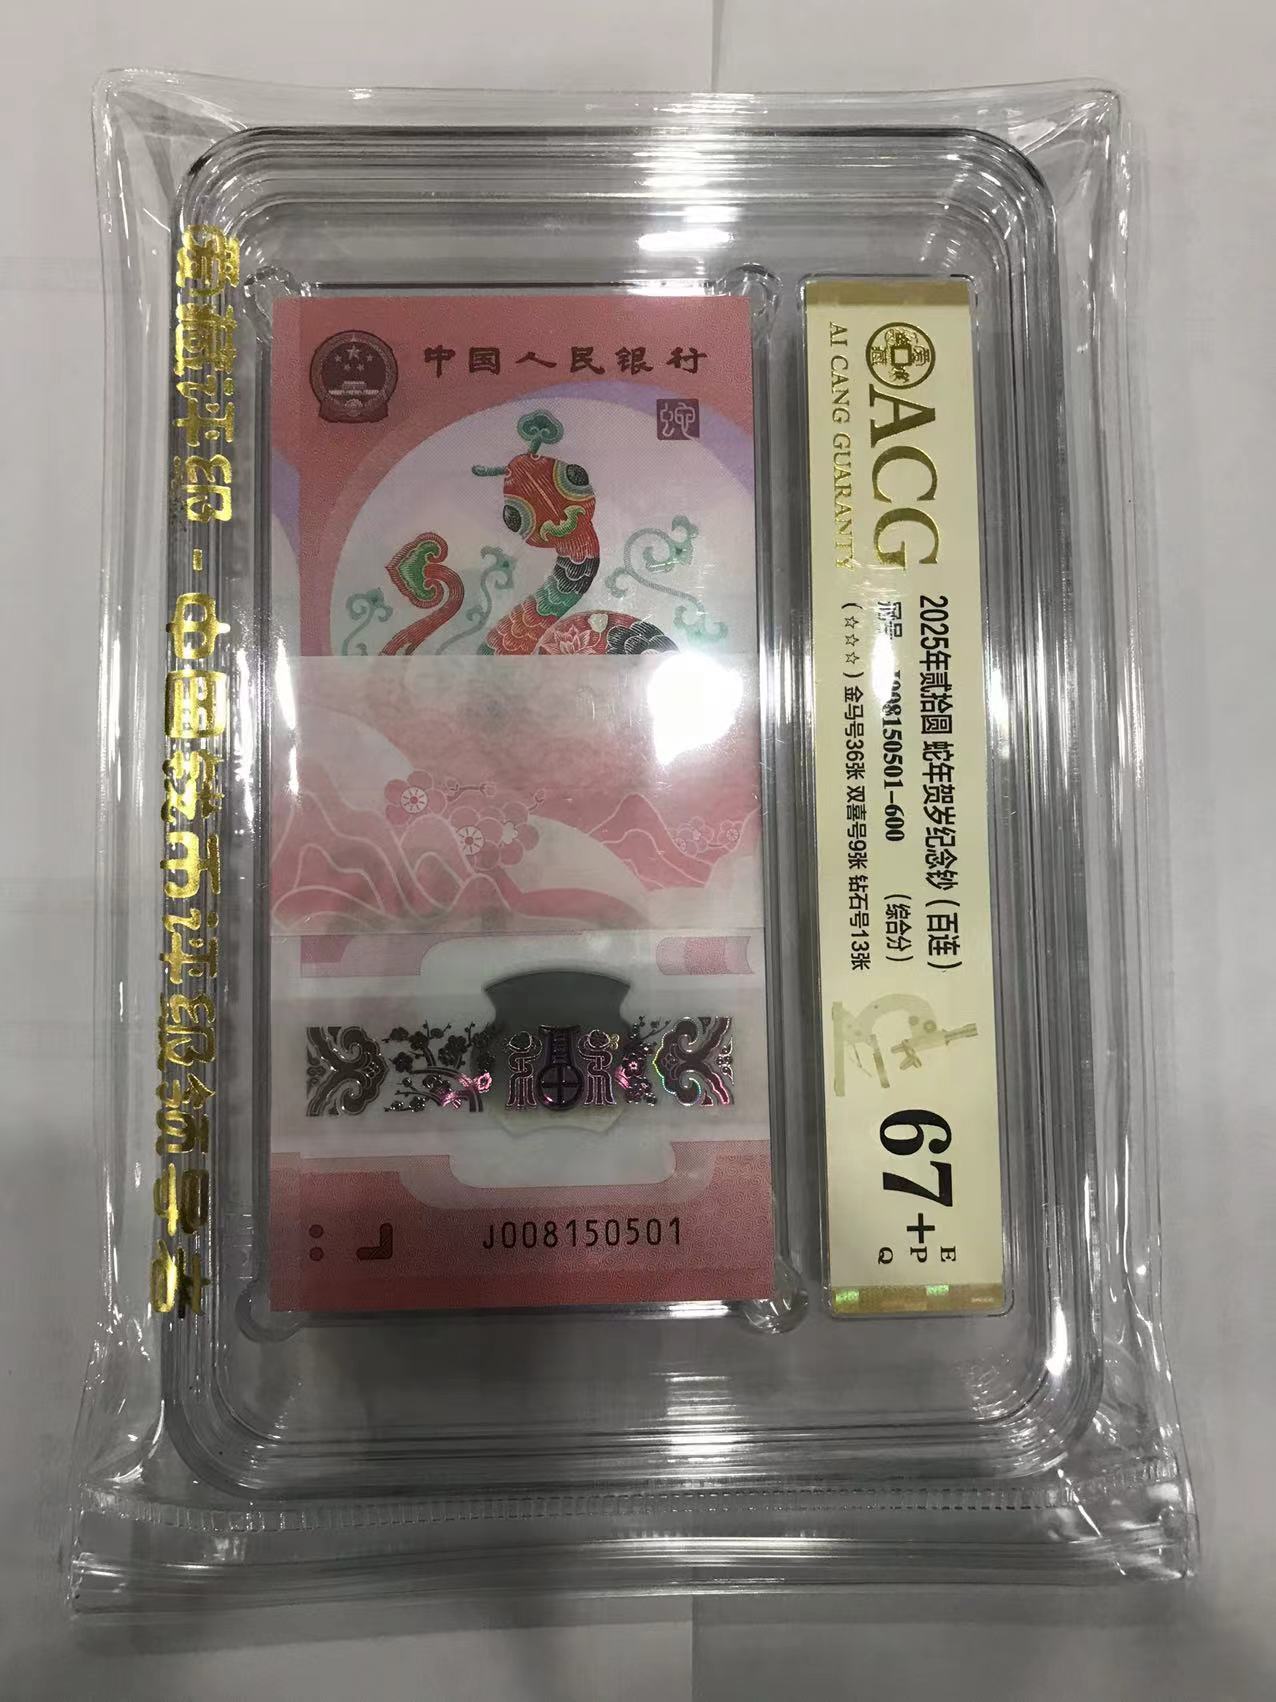 爱藏评级-中国钱币评级领导者
中国人民银行
蛇
J008150501
ACG
AI CANG GUARANTY
2025年贰拾圆 蛇年贺岁纪念钞（百连）
冠号 J008150501-600 （综合分）
（☆☆☆）金马号36张 双喜号9张 钻石号13张
67+
E
P
Q